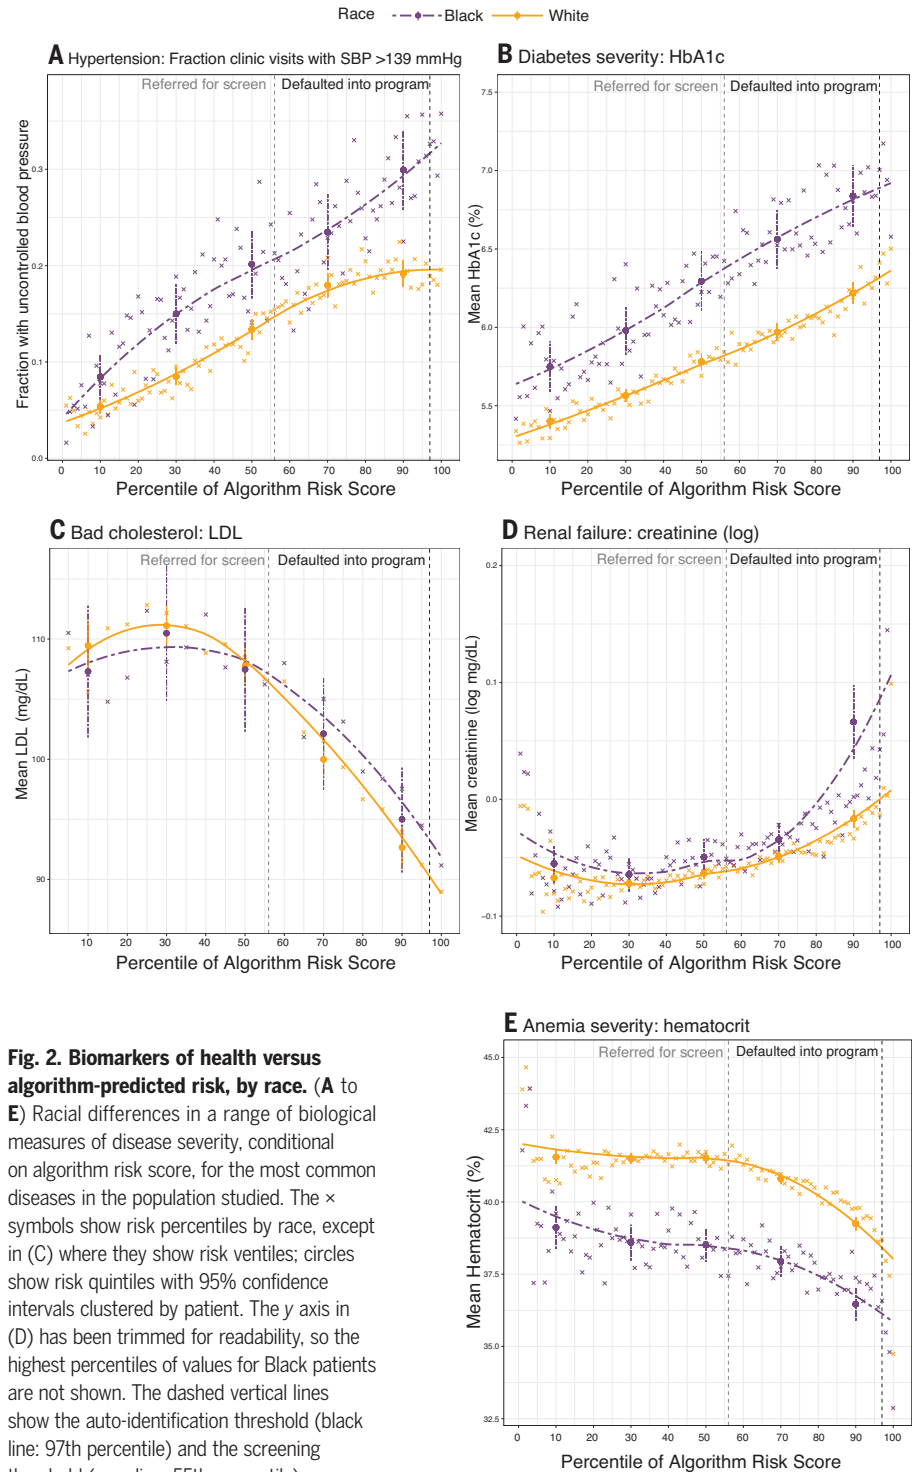 Race Black White
A Hypertension: Fraction clinic visits with SBP >139 mmHg
Referred for screen Defaulted into program
Fraction with uncontrolled blood pressure
0.3
0.2
0.1
0.0
0 10 20 30 40 50 60 70 80 90 100
Percentile of Algorithm Risk Score
B Diabetes severity: HbA1c
Referred for screen Defaulted into program
Mean HbA1c (%)
7.5
7.0
6.5
6.0
5.5
0 10 20 30 40 50 60 70 80 90 100
Percentile of Algorithm Risk Score
C Bad cholesterol: LDL
Referred for screen Defaulted into program
Mean LDL (mg/dL)
110
100
90
10 20 30 40 50 60 70 80 90 100
Percentile of Algorithm Risk Score
D Renal failure: creatinine (log)
Referred for screen Defaulted into program
Mean creatinine (log mg/dL)
0.2
0.1
0.0
−0.1
0 10 20 30 40 50 60 70 80 90 100
Percentile of Algorithm Risk Score
E Anemia severity: hematocrit
Referred for screen Defaulted into program
Mean Hematocrit (%)
45.0
42.5
40.0
37.5
35.0
32.5
0 10 20 30 40 50 60 70 80 90 100
Percentile of Algorithm Risk Score
Fig. 2. Biomarkers of health versus
algorithm-predicted risk, by race. (A to
E) Racial differences in a range of biological
measures of disease severity, conditional
on algorithm risk score, for the most common
diseases in the population studied. The ×
symbols show risk percentiles by race, except
in (C) where they show risk ventiles; circles
show risk quintiles with 95% confidence
intervals clustered by patient. The y axis in
(D) has been trimmed for readability, so the
highest percentiles of values for Black patients
are not shown. The dashed vertical lines
show the auto-identification threshold (black
line: 97th percentile) and the screening